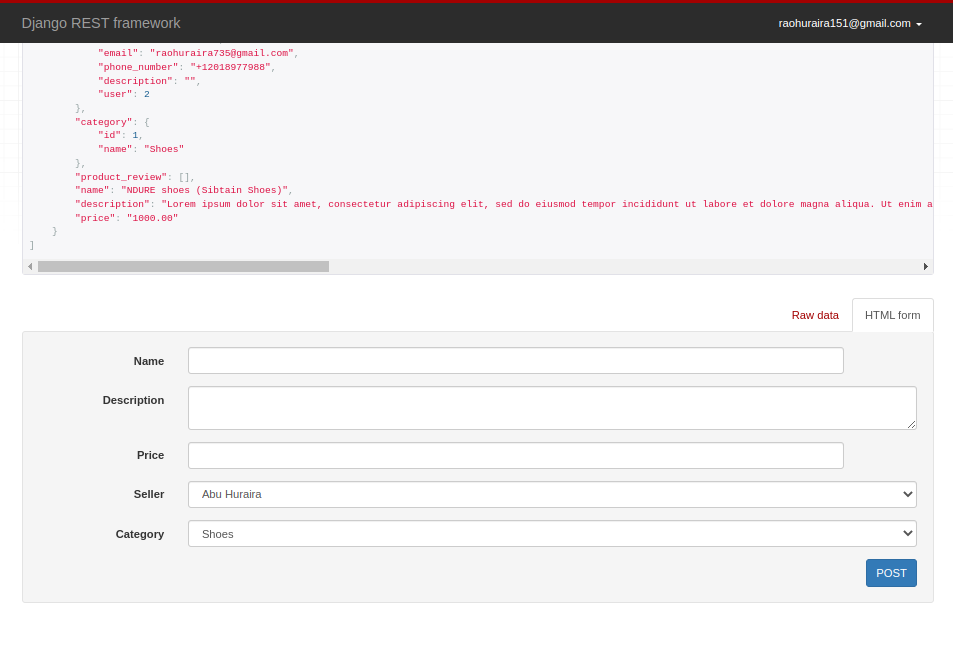 Django REST framework
raohuraira151@gmail.com
"email": "raohuraira735@gmail.com",
"phone_number": "+12018977988",
"description": "",
"user": 2
},
"category": {
"id": 1,
"name": "Shoes"
},
"product_review": [],
"name": "NDURE shoes (Sibtain Shoes)",
"description": "Lorem ipsum dolor sit amet, consectetur adipiscing elit, sed do eiusmod tempor incididunt ut labore et dolore magna aliqua. Ut enim a
"price": "1000.00"
}
]
Raw data
HTML form
Name
Description
Price
Seller
Abu Huraira
Category
Shoes
POST